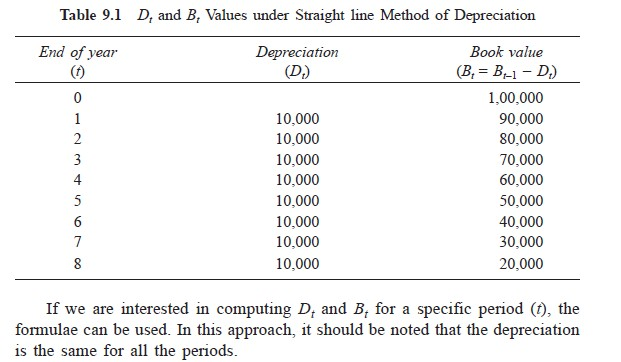 Table 9.1 Dt and Bt Values under Straight line Method of Depreciation
End of year Depreciation Book value
(t) (Dt) (Bt = Bt–1 – Dt)
0 1,00,000
1 10,000 90,000
2 10,000 80,000
3 10,000 70,000
4 10,000 60,000
5 10,000 50,000
6 10,000 40,000
7 10,000 30,000
8 10,000 20,000
If we are interested in computing Dt and Bt for a specific period (t), the
formulae can be used. In this approach, it should be noted that the depreciation
is the same for all the periods.